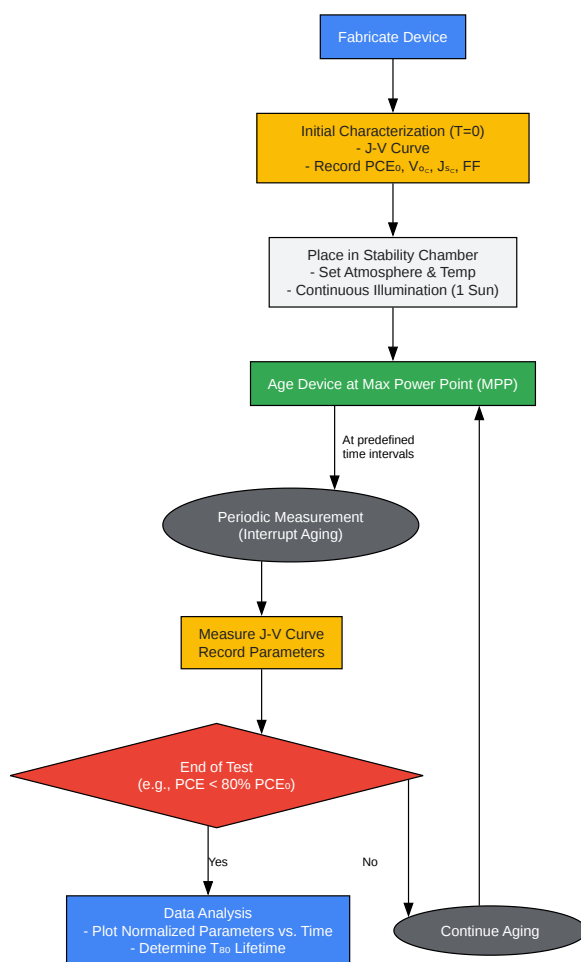 Fabricate Device
Initial Characterization (T=0)
- J-V Curve
- Record PCE₀, Vₒ꜀, Jₛ꜀, FF
Place in Stability Chamber
- Set Atmosphere & Temp
- Continuous Illumination (1 Sun)
Age Device at Max Power Point (MPP)
At predefined
time intervals
Periodic Measurement
(Interrupt Aging)
Measure J-V Curve
Record Parameters
End of Test
(e.g., PCE < 80% PCE₀)
Yes
No
Data Analysis
- Plot Normalized Parameters vs. Time
- Determine T₈₀ Lifetime
Continue Aging